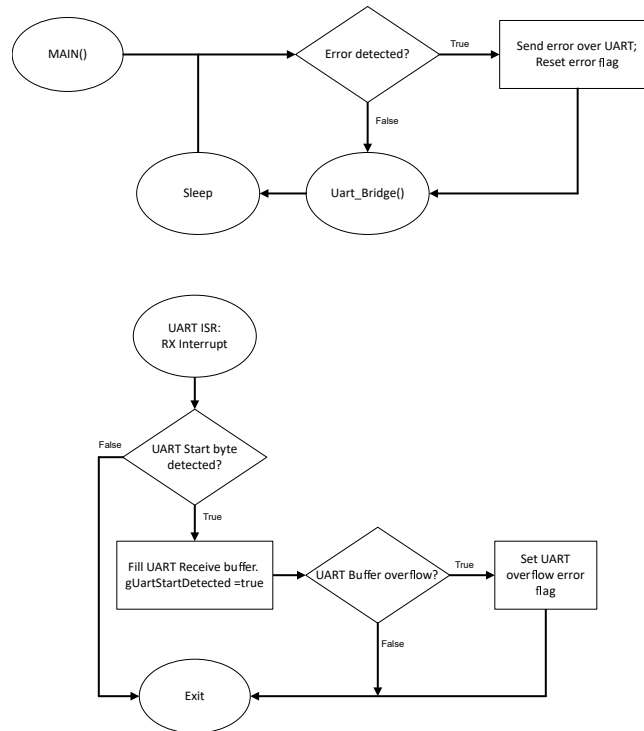 MAIN()
Error detected?
True
Send error over UART;
Reset error flag
False
Sleep
Uart_Bridge()
UART ISR:
RX Interrupt
False
UART Start byte
detected?
True
Fill UART Receive buffer.
gUartStartDetected =true
UART Buffer overflow?
True
Set UART
overflow error
flag
False
Exit